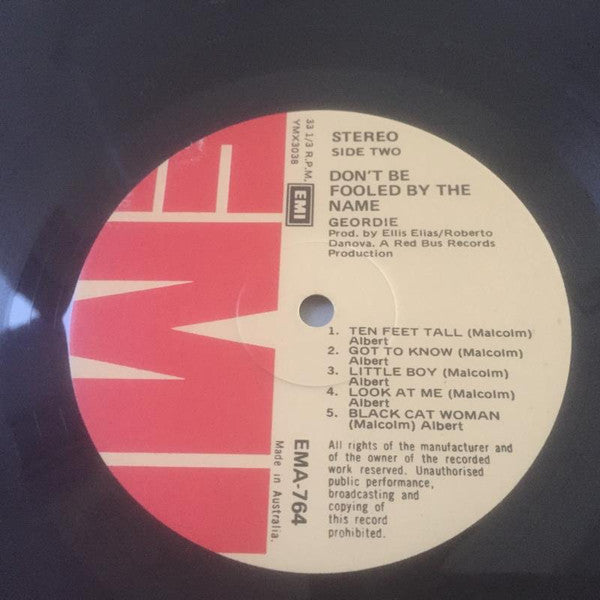 EMI
33 1/3 R.P.M.
YMX3038
EMI
STEREO
SIDE TWO
DON'T BE
FOOLED BY THE
NAME
GEORDIE
Prod. by Ellis Elias/Roberto
Danova. A Red Bus Records
Production
1. TEN FEET TALL (Malcolm)
Albert
2. GOT TO KNOW (Malcolm)
Albert
3. LITTLE BOY (Malcolm)
Albert
4. LOOK AT ME (Malcolm)
Albert
5. BLACK CAT WOMAN
(Malcolm) Albert
EMA-764
Made in Australia.
All rights of the manufacturer and
of the owner of the recorded
work reserved. Unauthorised
public performance,
broadcasting and
copying of
this record
prohibited.